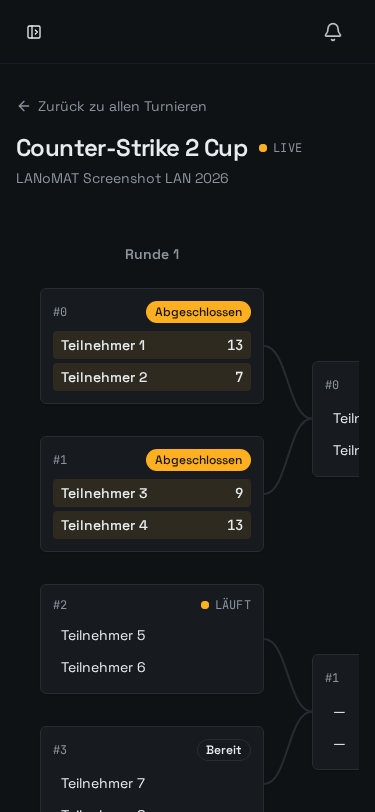 Zurück zu allen Turnieren
Counter-Strike 2 Cup LIVE
LANoMAT Screenshot LAN 2026
Runde 1
#0 Abgeschlossen
Teilnehmer 1 13
Teilnehmer 2 7
#1 Abgeschlossen
Teilnehmer 3 9
Teilnehmer 4 13
#2 LÄUFT
Teilnehmer 5
Teilnehmer 6
#3 Bereit
Teilnehmer 7
#0
#1
—
—